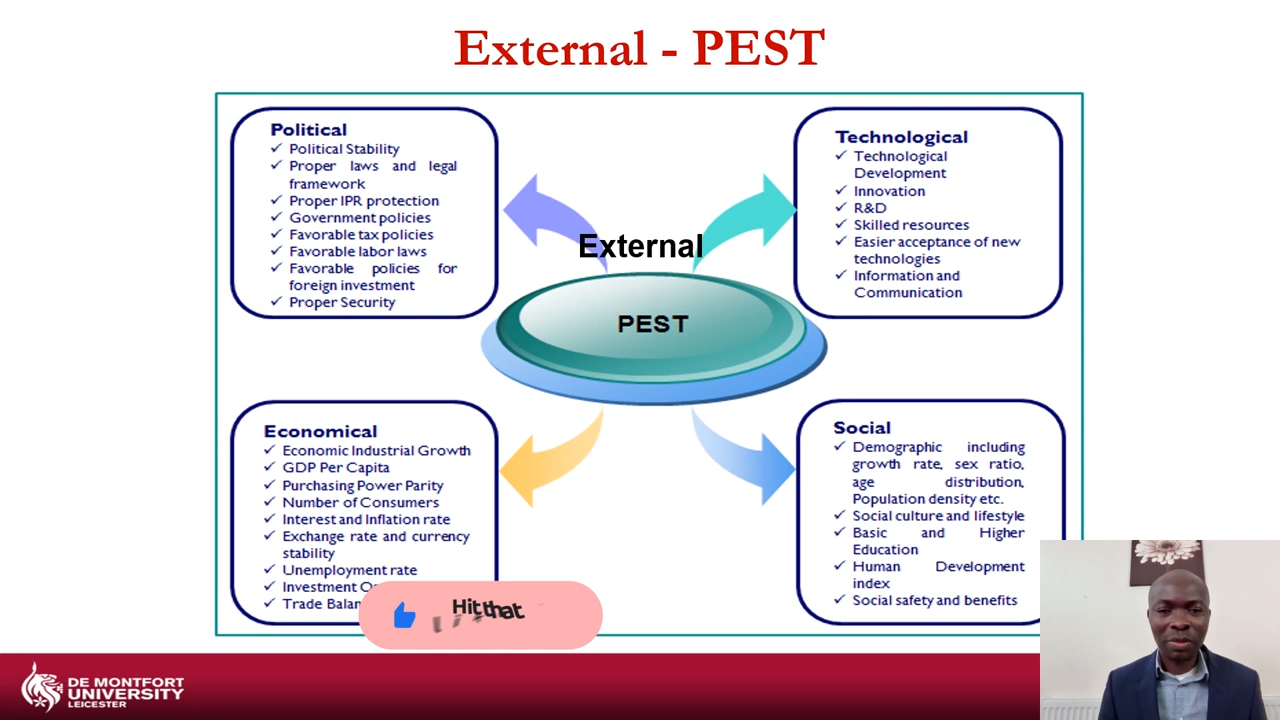 External - PEST
Political
✓ Political Stability
✓ Proper laws and legal
framework
✓ Proper IPR protection
✓ Government policies
✓ Favorable tax policies
✓ Favorable labor laws
✓ Favorable policies for
foreign investment
✓ Proper Security
Technological
✓ Technological
Development
✓ Innovation
✓ R&D
✓ Skilled resources
✓ Easier acceptance of new
technologies
✓ Information and
Communication
External
PEST
Economical
✓ Economic Industrial Growth
✓ GDP Per Capita
✓ Purchasing Power Parity
✓ Number of Consumers
✓ Interest and Inflation rate
✓ Exchange rate and currency
stability
✓ Unemployment rate
✓ Investment
✓ Trade
Social
✓ Demographic including
growth rate, sex ratio,
age distribution,
Population density etc.
✓ Social culture and lifestyle
✓ Basic and Higher
Education
✓ Human Development
index
✓ Social safety and benefits
Hit that
DE MONTFORT
UNIVERSITY
LEICESTER